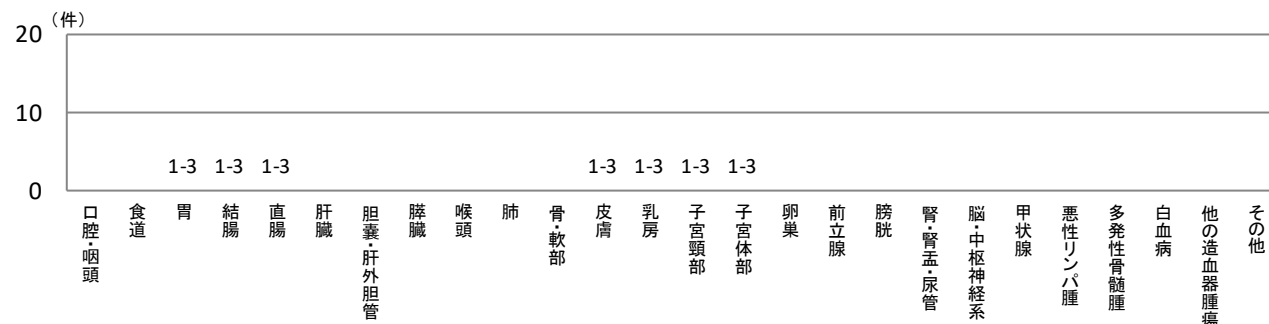 （件）
20
10
0
1-3 1-3 1-3 1-3 1-3 1-3 1-3
口腔・咽頭
食道
胃
結腸
直腸
肝臓
胆嚢・肝外胆管
膵臓
喉頭
肺
骨・軟部
皮膚
乳房
子宮頸部
子宮体部
卵巣
前立腺
膀胱
腎・腎盂・尿管
脳・中枢神経系
甲状腺
悪性リンパ腫
多発性骨髄腫
白血病
他の造血器腫瘍
その他